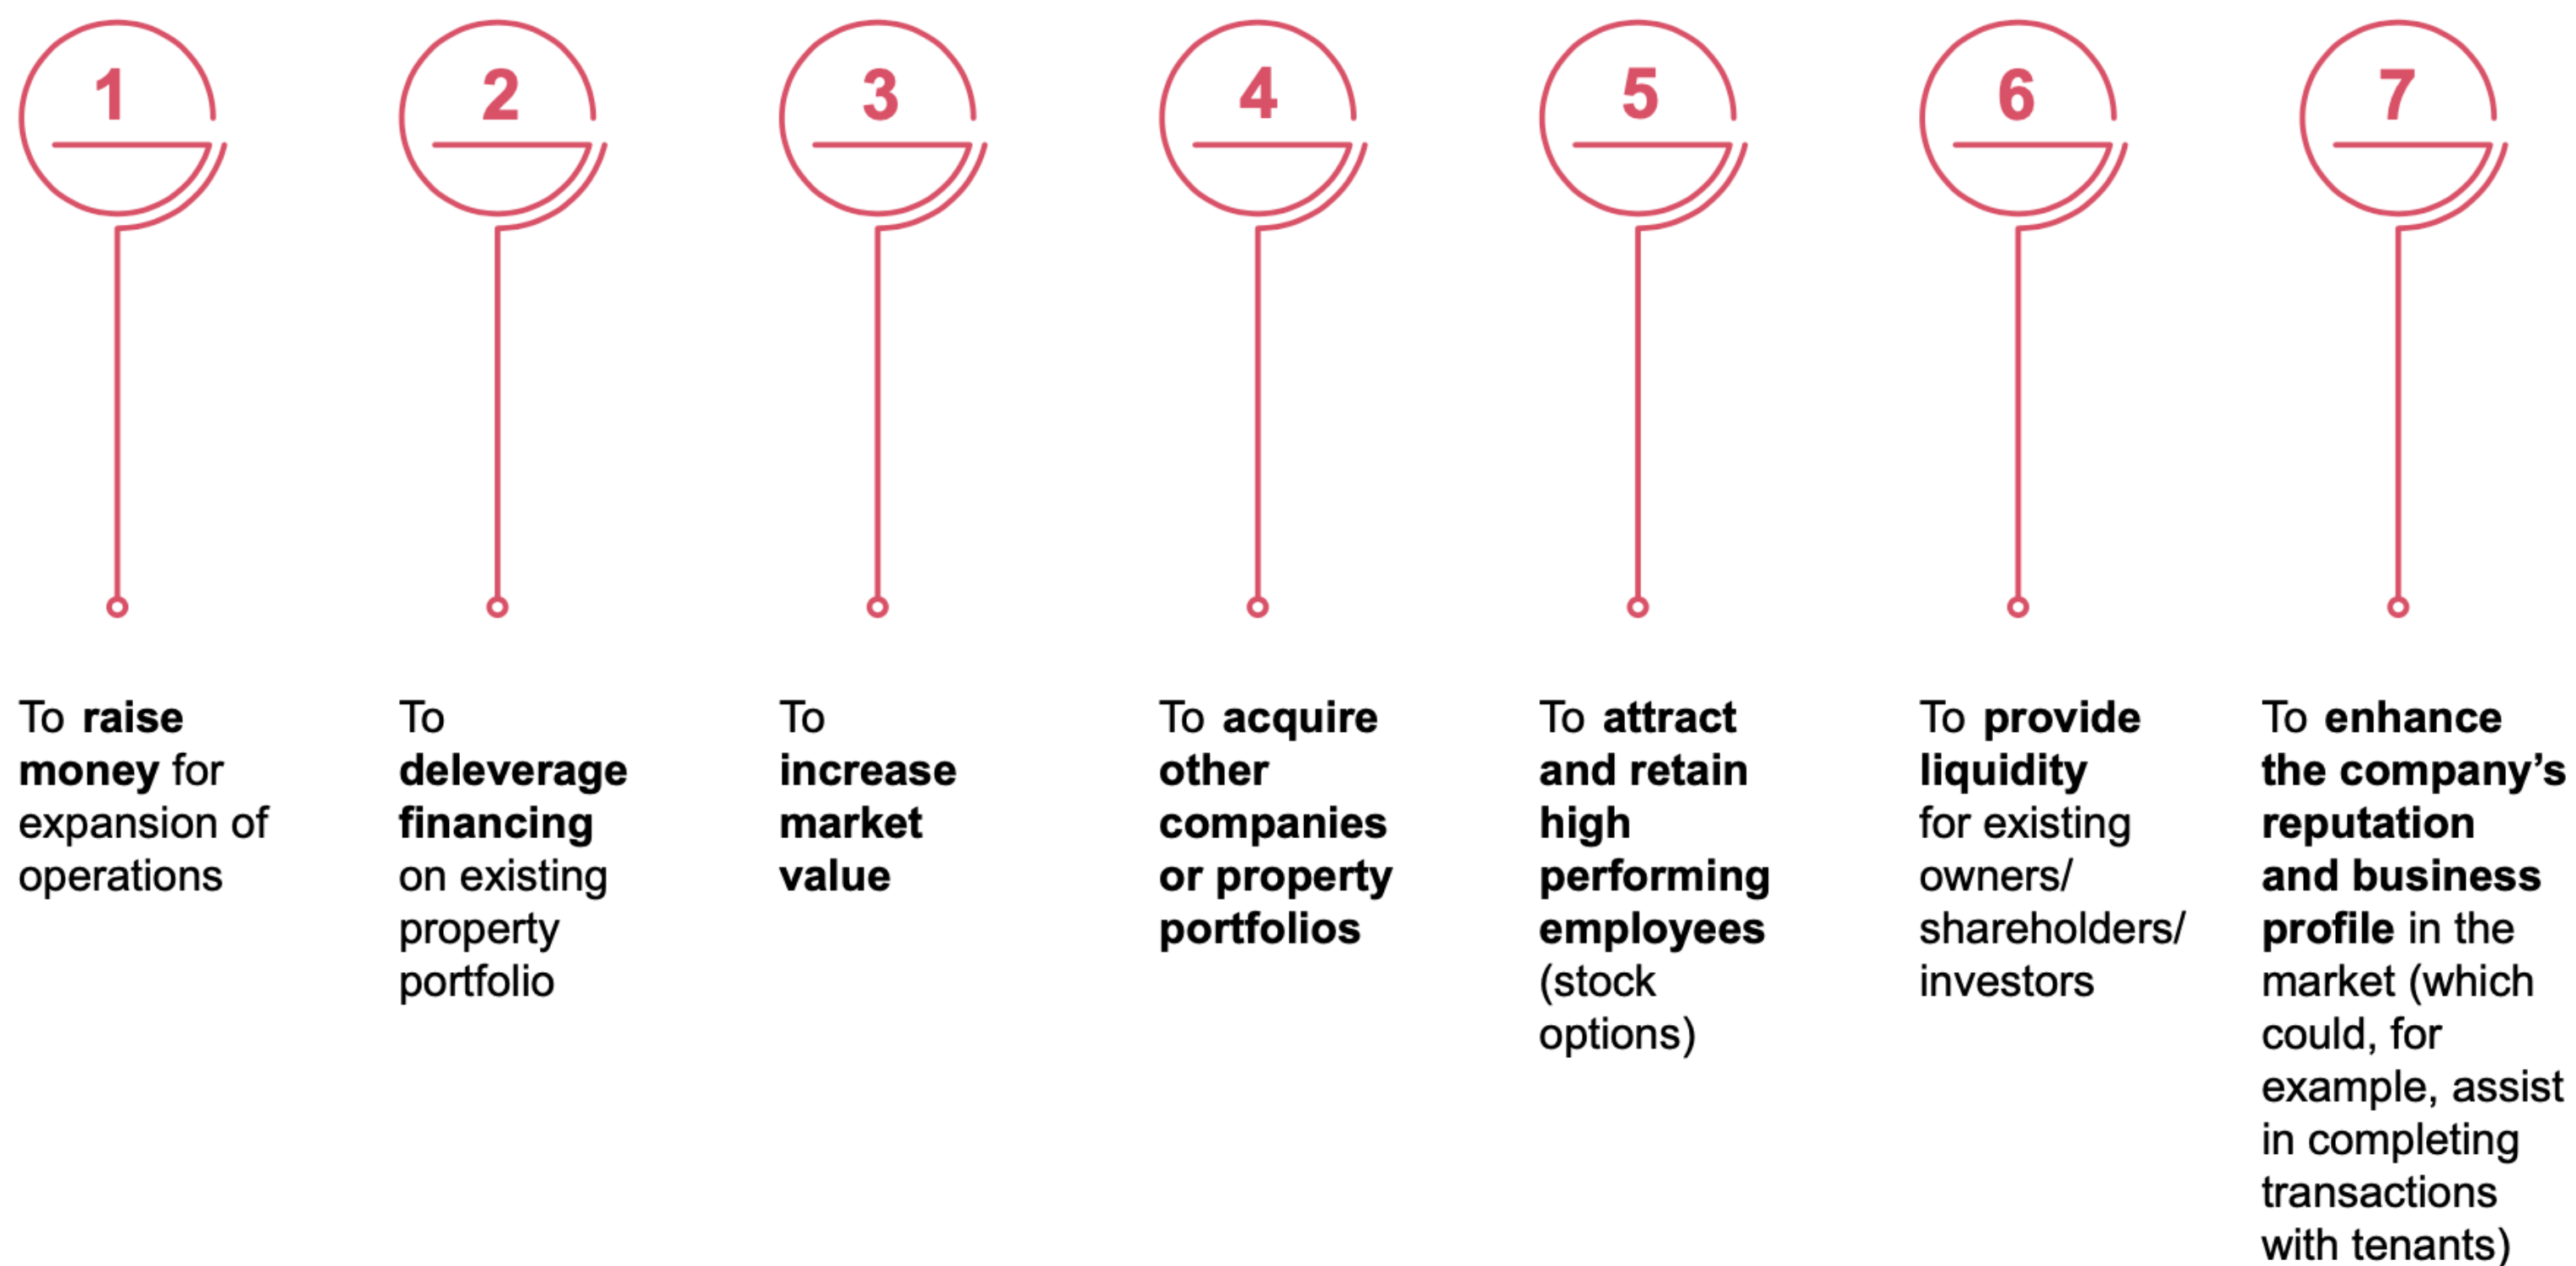 1
To raise
money for
expansion of
operations
2
To
deleverage
financing
on existing
property
portfolio
3
To
increase
market
value
4
To acquire
other
companies
or property
portfolios
5
To attract
and retain
high
performing
employees
(stock
options)
6
To provide
liquidity
for existing
owners/
shareholders/
investors
7
To enhance
the company’s
reputation
and business
profile in the
market (which
could, for
example, assist
in completing
transactions
with tenants)